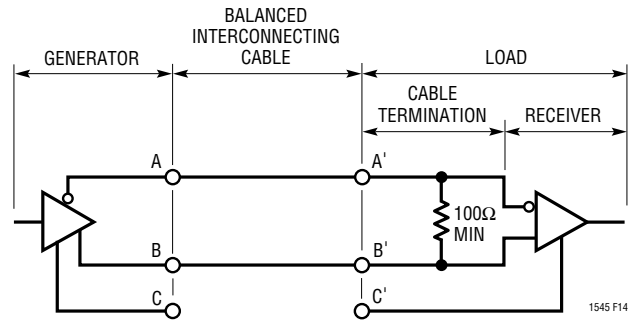 BALANCED
INTERCONNECTING
CABLE
GENERATOR
LOAD
CABLE
TERMINATION
RECEIVER
A
A'
100Ω
MIN
B
B'
C
C'
1545 F14